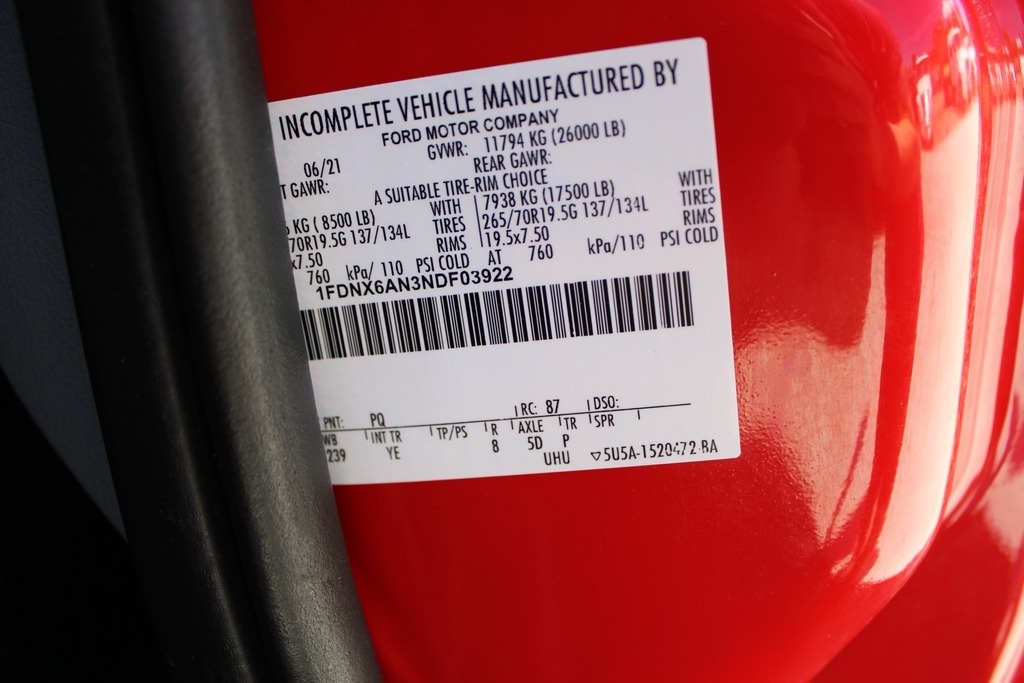 INCOMPLETE VEHICLE MANUFACTURED BY
FORD MOTOR COMPANY
06/21 GVWR: 11794 KG (26000 LB)
T GAWR: REAR GAWR:
A SUITABLE TIRE-RIM CHOICE
KG ( 8500 LB) WITH 7938 KG (17500 LB) WITH
70R19.5G 137/134L TIRES 265/70R19.5G 137/134L TIRES
x7.50 RIMS 19.5x7.50 RIMS
760 kPa/ 110 PSI COLD AT 760 kPa/110 PSI COLD
1FDNX6AN3NDF03922
PNT: PQ RC: 87 DSO:
WB INT TR TP/PS R AXLE TR SPR
239 YE 8 5D P
UHU ▽5U5A-1520472-BA